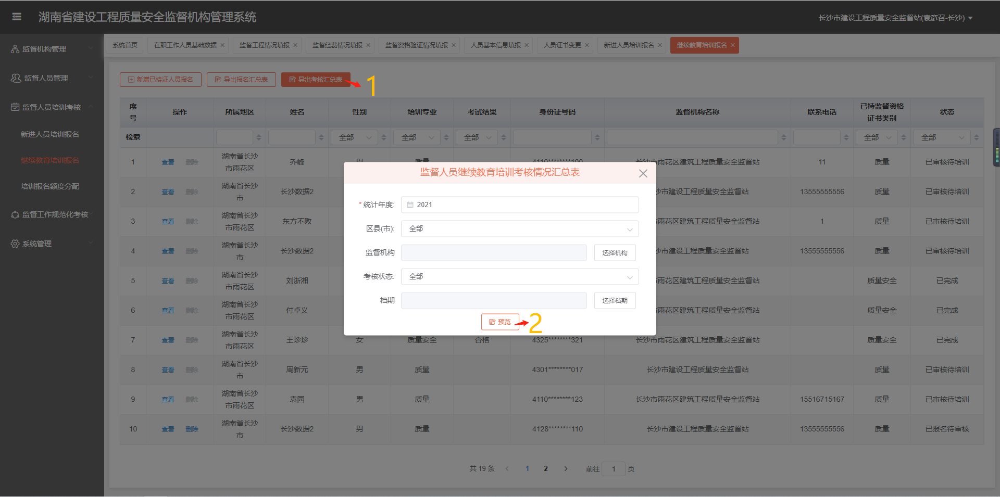 湖南省建设工程质量安全监督机构管理系统
长沙市建设工程质量安全监督站(袁彦召-长沙)
监督机构管理
监督人员管理
监督人员培训考核
新进人员培训报名
继续教育培训报名
培训报名额度分配
监督工作规范化考核
系统管理
系统首页 在职工作人员基础数据 监督工程情况填报 监督经费情况填报 监督资格验证情况填报 人员基本信息填报 人员证书变更 新进人员培训报名 继续教育培训报名
新增已持证人员报名 导出报名汇总表 导出考核汇总表 1
序号 操作 所属地区 姓名 性别 培训专业 考试结果 身份证号码 监督机构名称 联系电话 已持监督资格证书类别 状态
检索 全部 全部 全部 全部 全部
1 查看 删除 湖南省长沙市雨花区 乔峰 男 质量 4110********100 长沙市雨花区建筑工程质量安全监督站 11 质量 已审核待培训
2 查看 删除 湖南省长沙市 长沙数据2 沙市建设工程质量安全监督站 13555555556 质量 已审核待培训
3 查看 删除 湖南省长沙市雨花区 东方不败 雨花区建筑工程质量安全监督站 1 质量 已审核待培训
4 查看 删除 湖南省长沙市 长沙数据2 沙市建设工程质量安全监督站 13555555556 质量 已审核待培训
5 查看 删除 湖南省长沙市雨花区 刘浙湘 雨花区建筑工程质量安全监督站 质量安全 已完成
6 查看 删除 湖南省长沙市雨花区 付卓义 雨花区建筑工程质量安全监督站 质量安全 已完成
7 查看 删除 湖南省长沙市雨花区 王珍珍 女 质量安全 合格 4325********321 长沙市雨花区建筑工程质量安全监督站 质量安全 已完成
8 查看 删除 湖南省长沙市 周新元 男 质量 4301********017 长沙市建设工程质量安全监督站 质量 已审核待培训
9 查看 删除 湖南省长沙市雨花区 袁园 男 质量 4110********123 长沙市雨花区建筑工程质量安全监督站 15516715167 质量 已审核待培训
10 查看 删除 湖南省长沙市 长沙数据2 男 质量 4128********110 长沙市建设工程质量安全监督站 13555555556 质量 已报名待审核
共 19 条 1 2 前往 1 页
监督人员继续教育培训考核情况汇总表
*统计年度: 2021
区县(市): 全部
监督机构 选择机构
考核状态: 全部
档期 选择档期
预览 2